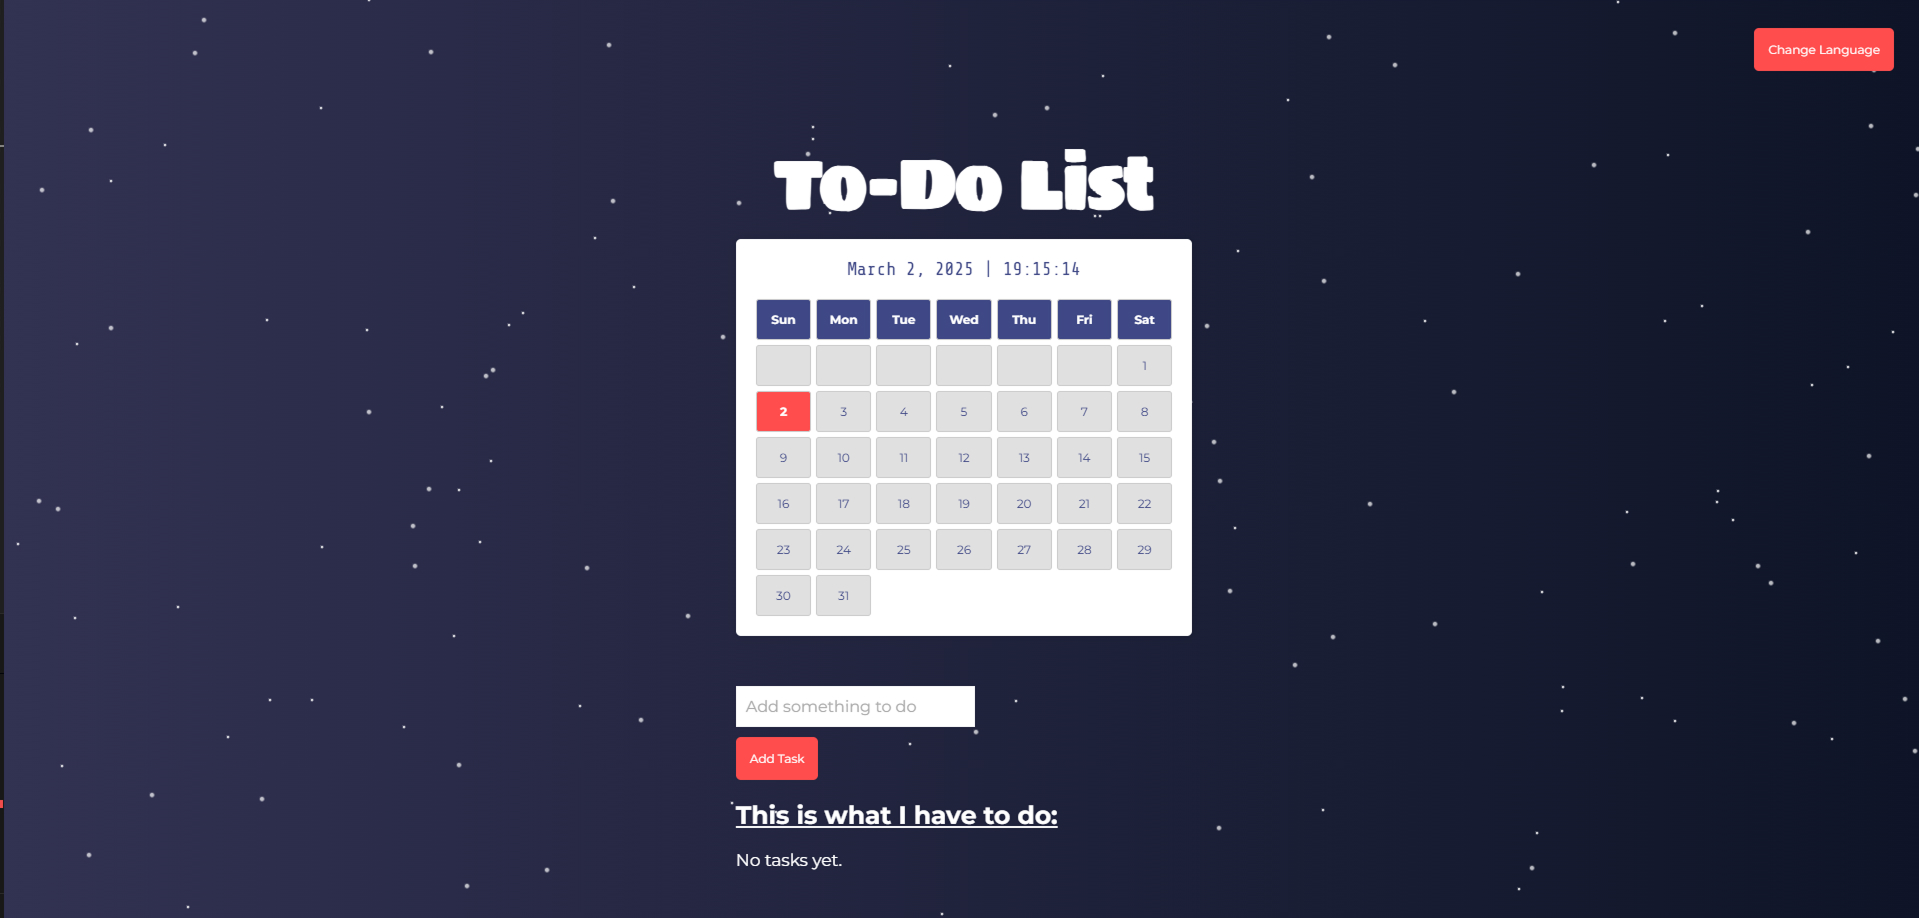 Change Language
To-Do List
March 2, 2025 | 19:15:14
Sun Mon Tue Wed Thu Fri Sat
1
2 3 4 5 6 7 8
9 10 11 12 13 14 15
16 17 18 19 20 21 22
23 24 25 26 27 28 29
30 31
Add something to do
Add Task
This is what I have to do:
No tasks yet.